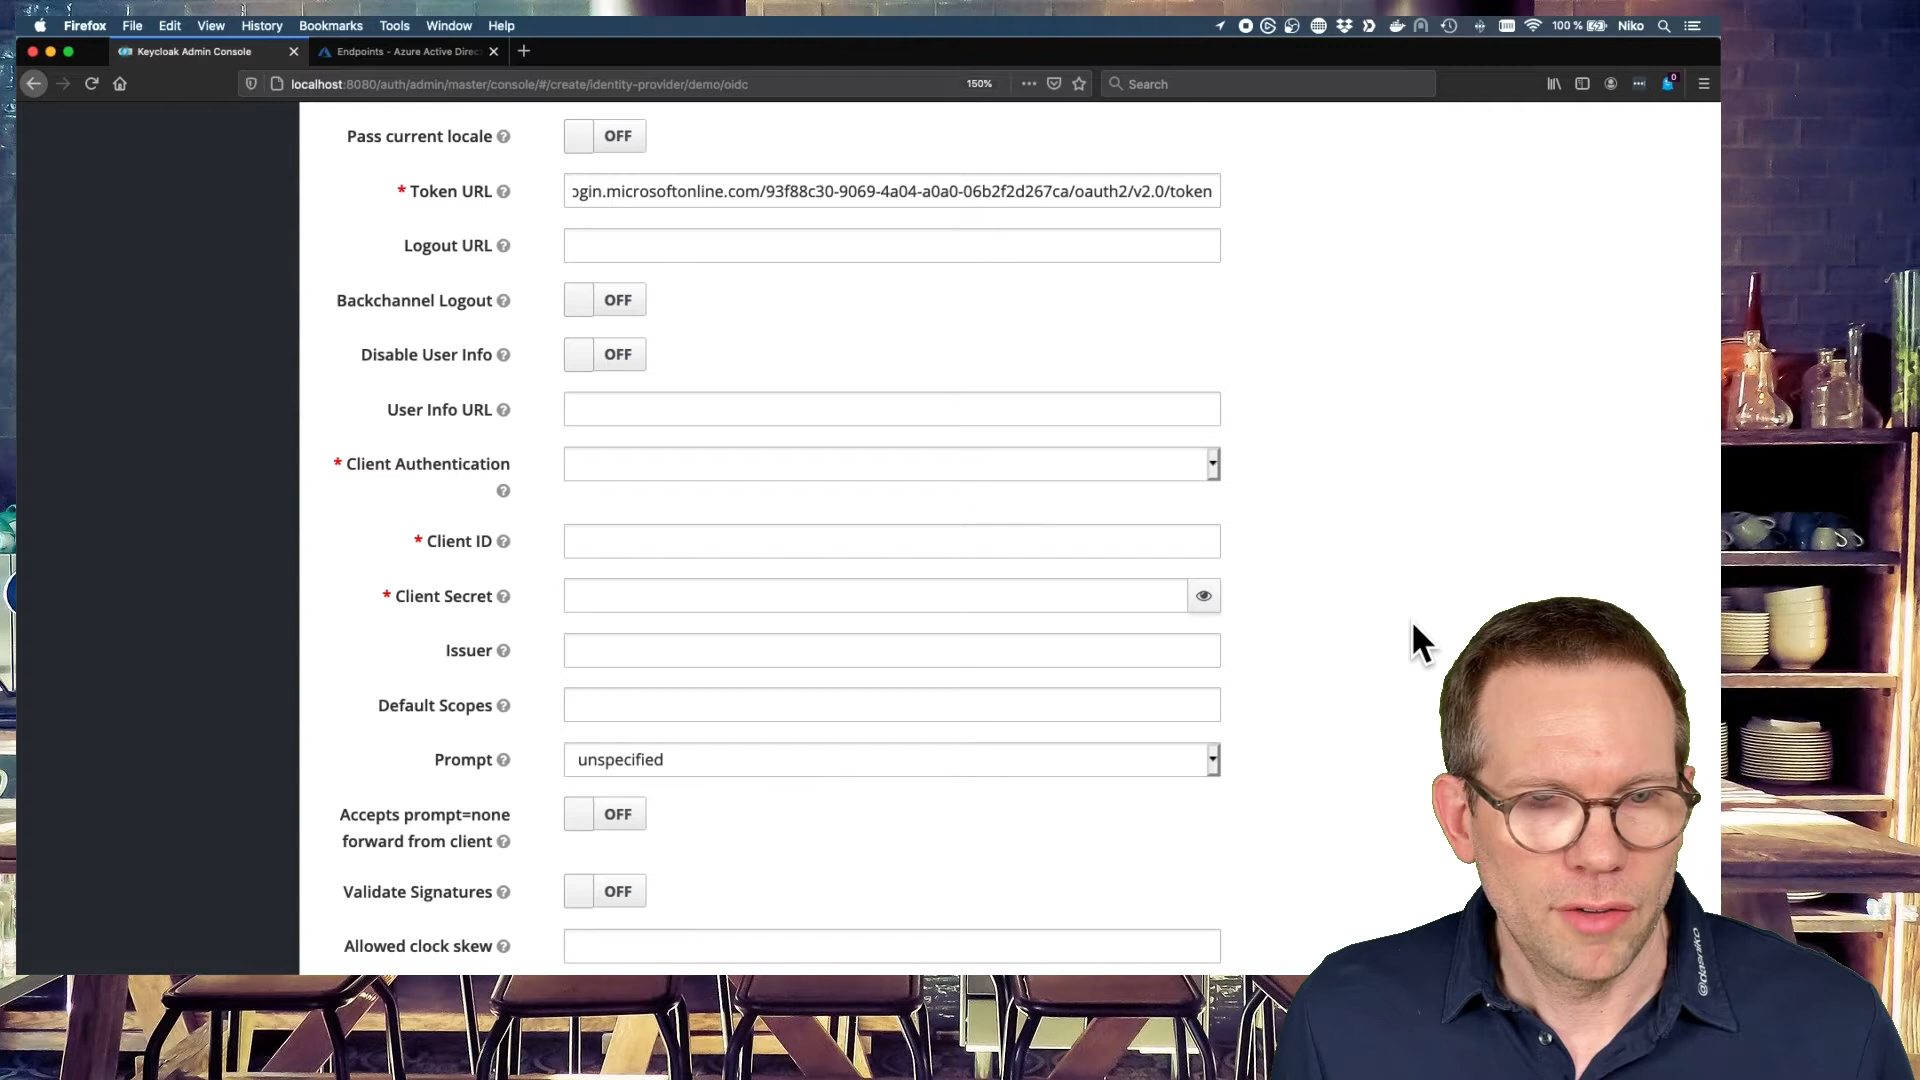 Firefox File Edit View History Bookmarks Tools Window Help 100 % Niko
Keycloak Admin Console Endpoints - Azure Active Direc
localhost:8080/auth/admin/master/console/#/create/identity-provider/demo/oidc 150% Search 0
Pass current locale OFF
* Token URL ogin.microsoftonline.com/93f88c30-9069-4a04-a0a0-06b2f2d267ca/oauth2/v2.0/token
Logout URL
Backchannel Logout OFF
Disable User Info OFF
User Info URL
* Client Authentication
* Client ID
* Client Secret
Issuer
Default Scopes
Prompt unspecified
Accepts prompt=none
forward from client OFF
Validate Signatures OFF
Allowed clock skew
@dasniko